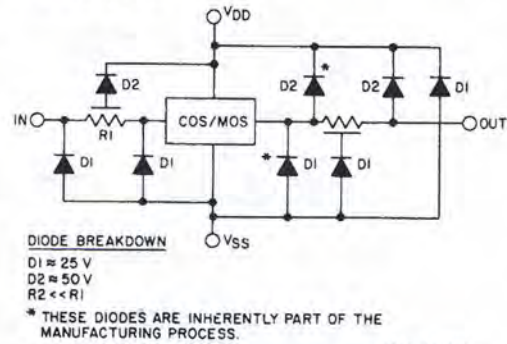 VDD
* D2
D2
D2
D1
IN
R1
COS/MOS
OUT
D1
D1
* D1
D1
VSS
DIODE BREAKDOWN
D1 ≈ 25 V
D2 ≈ 50 V
R2 << R1
* THESE DIODES ARE INHERENTLY PART OF THE
MANUFACTURING PROCESS.